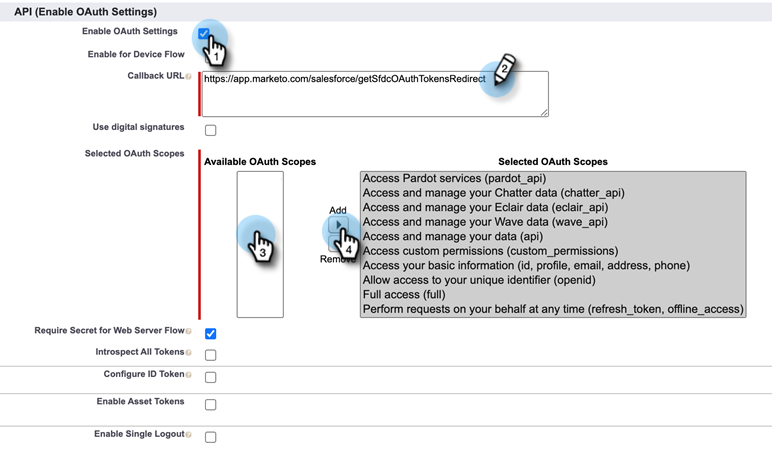 API (Enable OAuth Settings)
Enable OAuth Settings
1
Enable for Device Flow
Callback URL
https://app.marketo.com/salesforce/getSfdcOAuthTokensRedirect
2
Use digital signatures
Selected OAuth Scopes
Available OAuth Scopes
Selected OAuth Scopes
3
Add
4
Remove
Access Pardot services (pardot_api)
Access and manage your Chatter data (chatter_api)
Access and manage your Eclair data (eclair_api)
Access and manage your Wave data (wave_api)
Access and manage your data (api)
Access custom permissions (custom_permissions)
Access your basic information (id, profile, email, address, phone)
Allow access to your unique identifier (openid)
Full access (full)
Perform requests on your behalf at any time (refresh_token, offline_access)
Require Secret for Web Server Flow
Introspect All Tokens
Configure ID Token
Enable Asset Tokens
Enable Single Logout